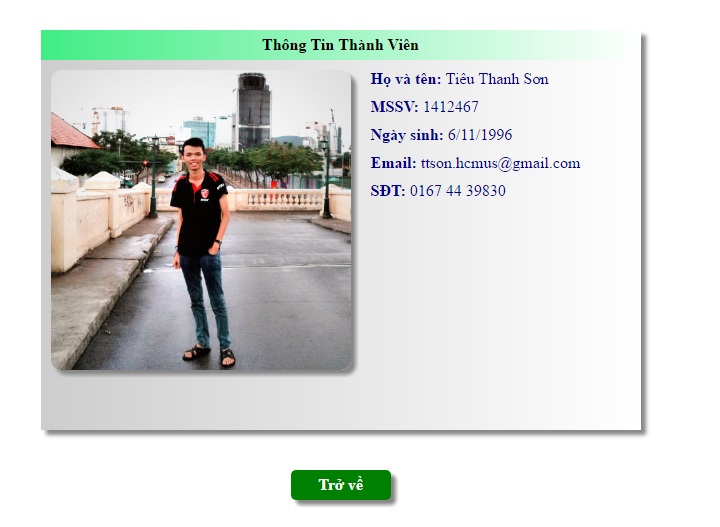 Thông Tin Thành Viên
Họ và tên: Tiêu Thanh Sơn
MSSV: 1412467
Ngày sinh: 6/11/1996
Email: ttson.hcmus@gmail.com
SĐT: 0167 44 39830
Trở về